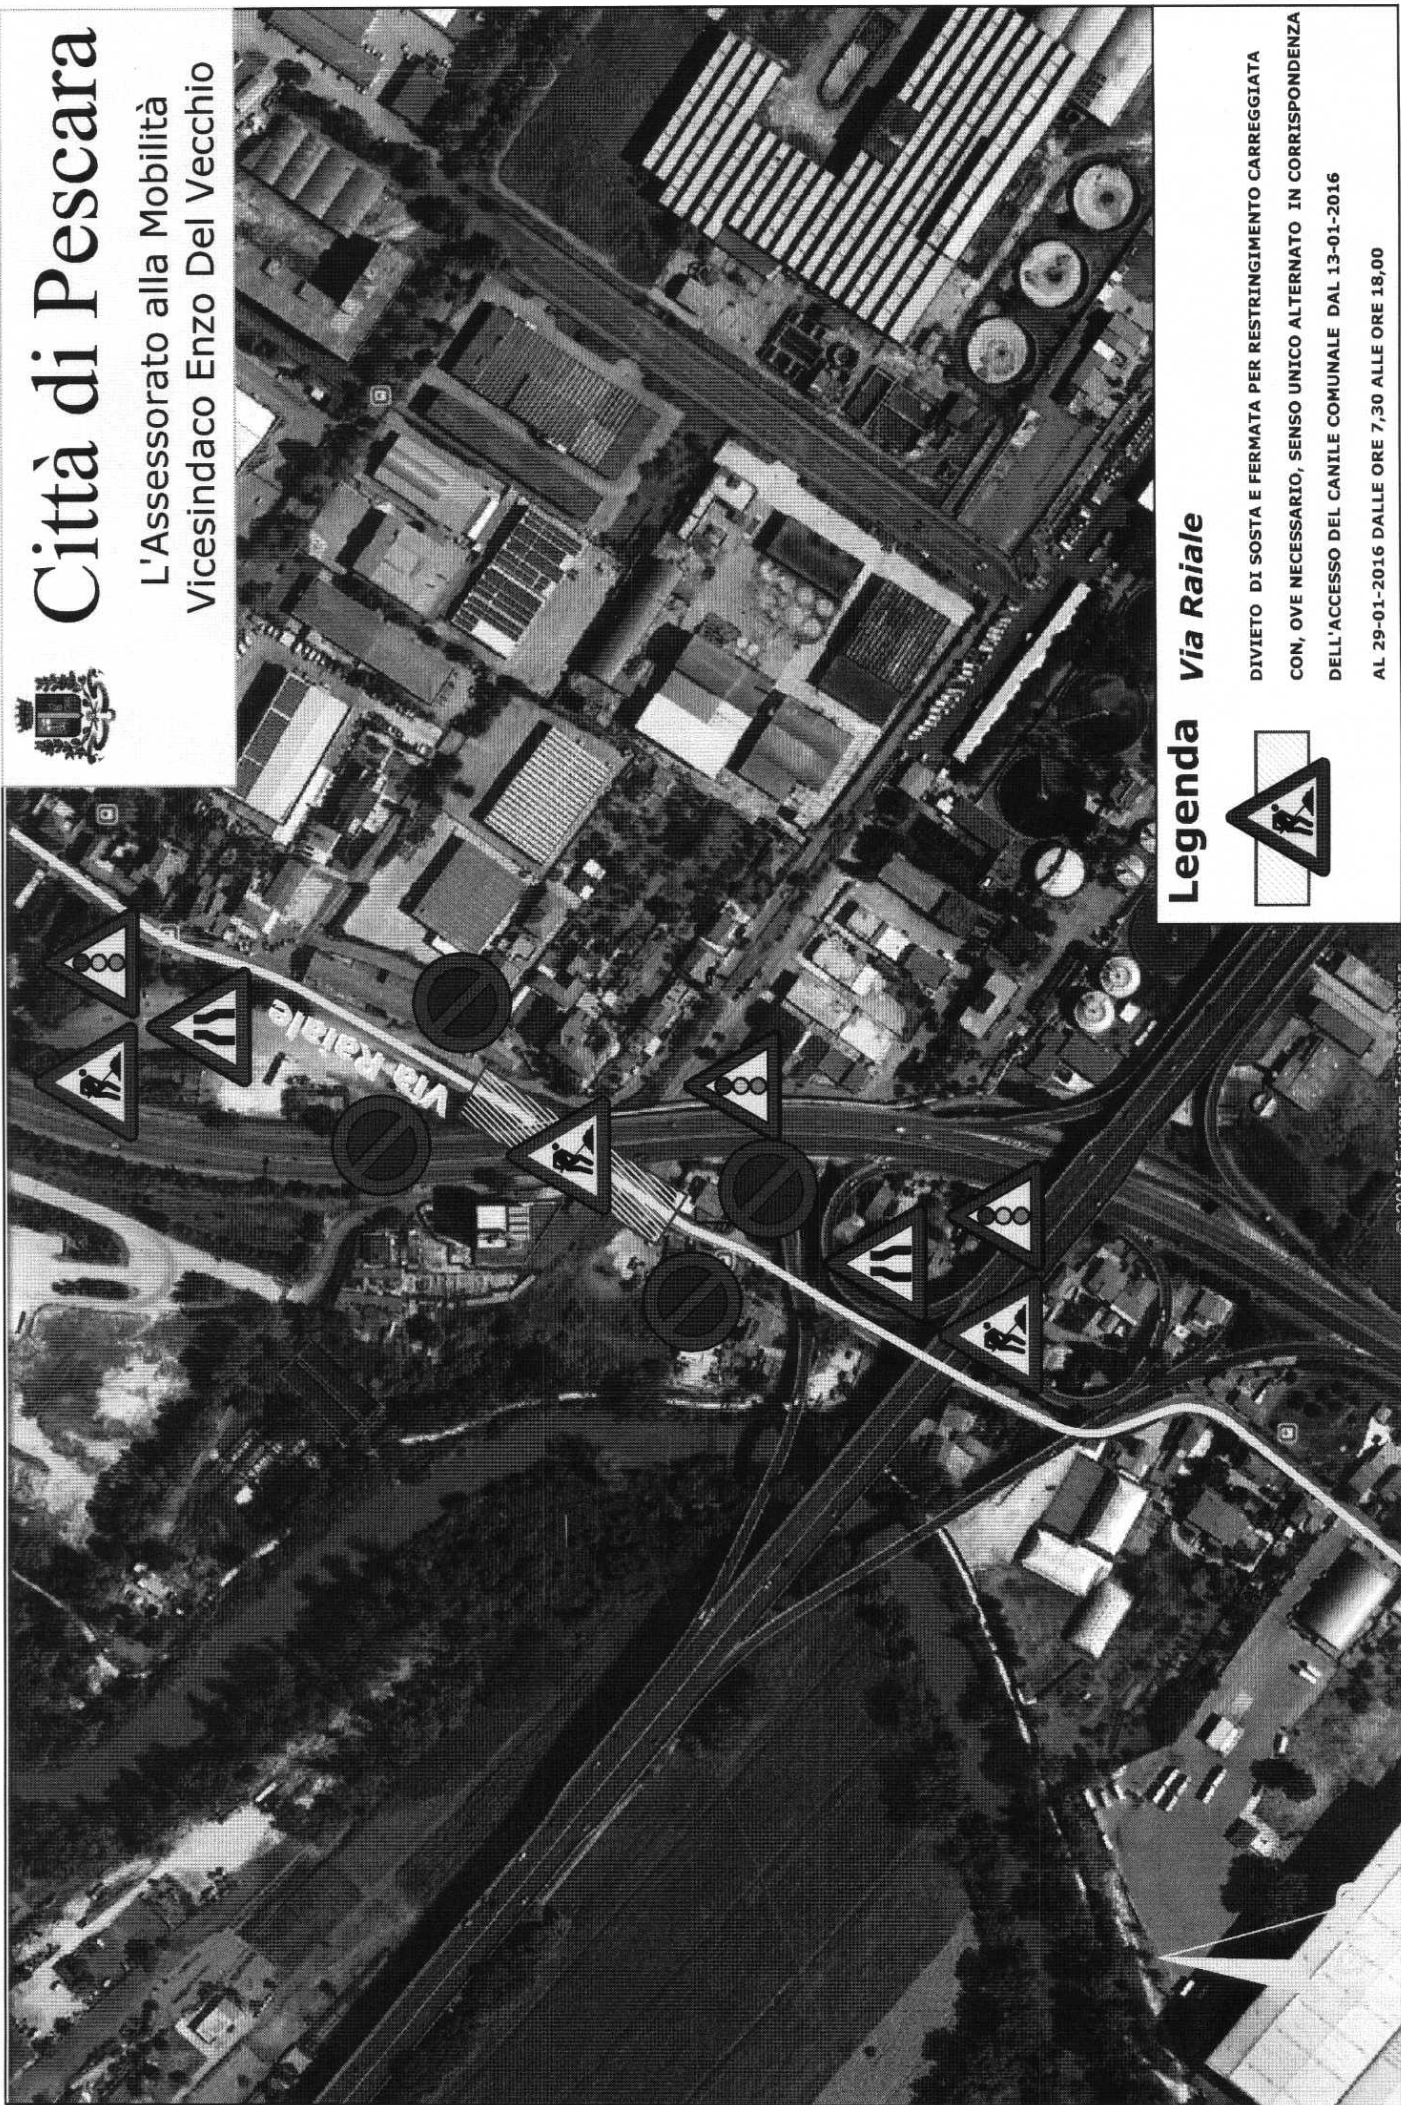 Città di Pescara
L'Assessorato alla Mobilità
Vicesindaco Enzo Del Vecchio
Via Raiale
Legenda Via Raiale
DIVIETO DI SOSTA E FERMATA PER RESTRINGIMENTO CARREGGIATA
CON, OVE NECESSARIO, SENSO UNICO ALTERNATO IN CORRISPONDENZA
DELL'ACCESSO DEL CANILE COMUNALE DAL 13-01-2016
AL 29-01-2016 DALLE ORE 7,30 ALLE ORE 18,00